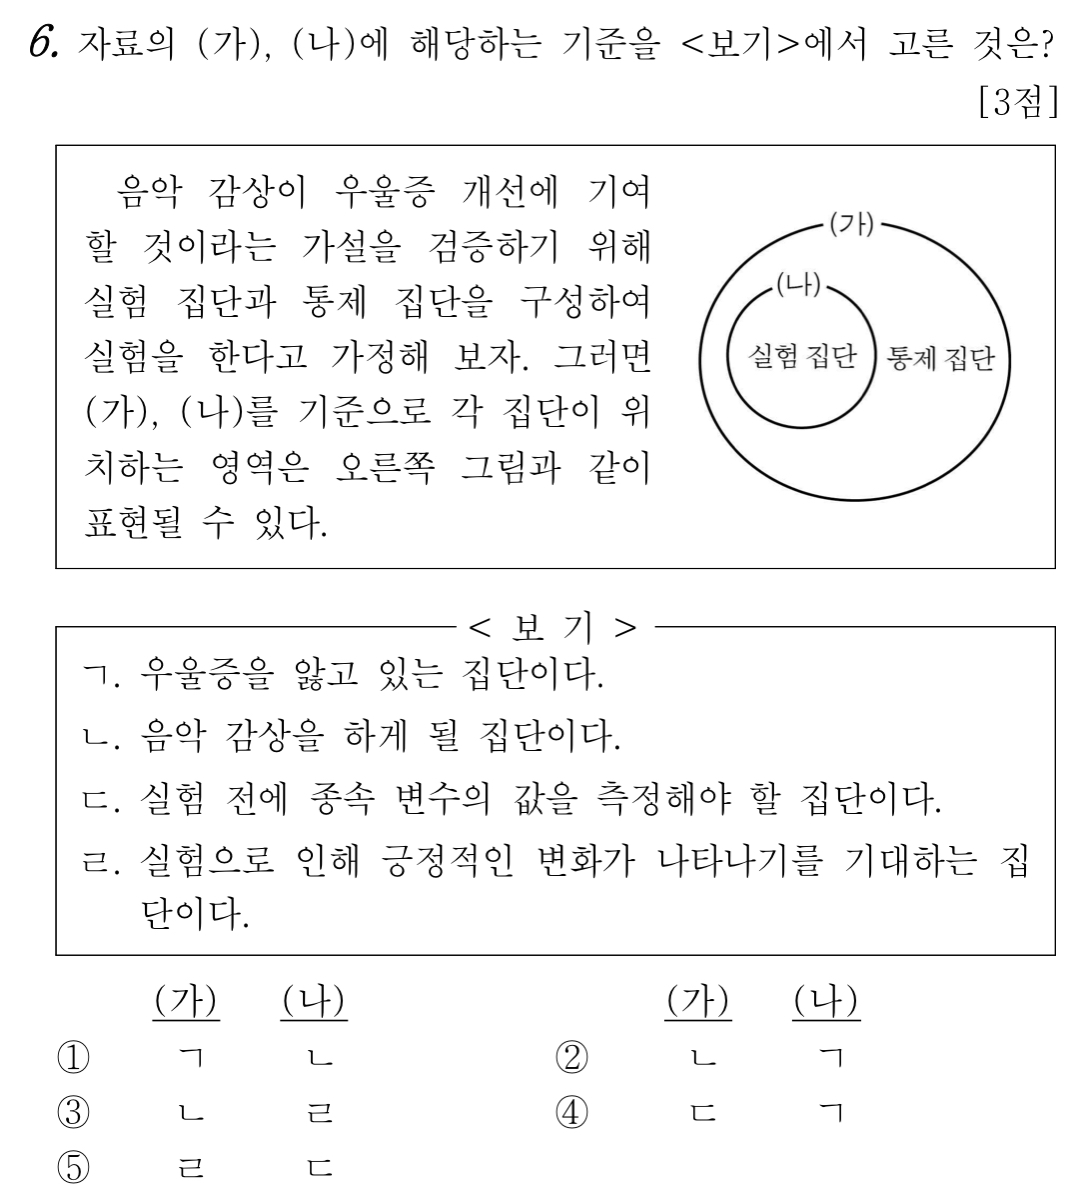 6. 자료의 (가), (나)에 해당하는 기준을 <보기>에서 고른 것은?
[3점]
음악 감상이 우울증 개선에 기여
할 것이라는 가설을 검증하기 위해
실험 집단과 통제 집단을 구성하여
실험을 한다고 가정해 보자. 그러면
(가), (나)를 기준으로 각 집단이 위
치하는 영역은 오른쪽 그림과 같이
표현될 수 있다.
(가)
(나)
실험 집단 통제 집단
< 보 기 >
ㄱ. 우울증을 앓고 있는 집단이다.
ㄴ. 음악 감상을 하게 될 집단이다.
ㄷ. 실험 전에 종속 변수의 값을 측정해야 할 집단이다.
ㄹ. 실험으로 인해 긍정적인 변화가 나타나기를 기대하는 집
단이다.
(가) (나) (가) (나)
① ㄱ ㄴ ② ㄴ ㄱ
③ ㄴ ㄹ ④ ㄷ ㄱ
⑤ ㄹ ㄷ